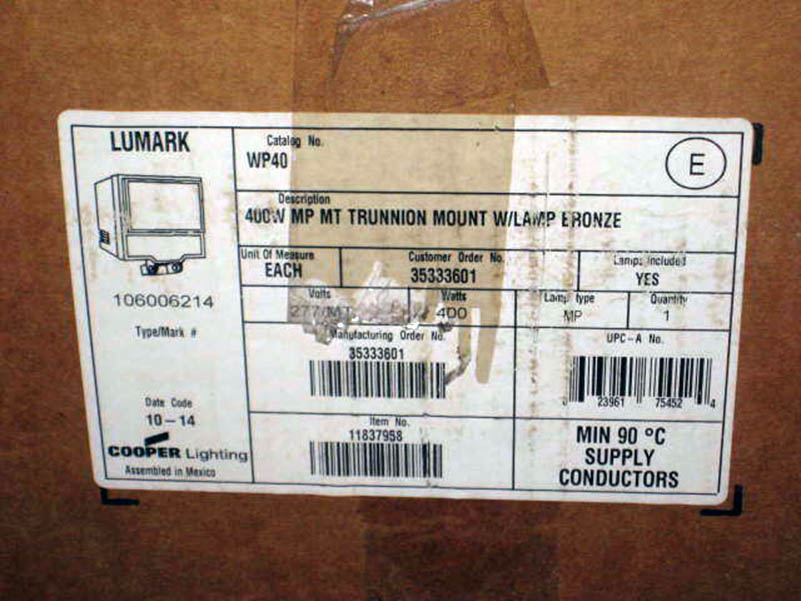 LUMARK
Catalog No.
WP40
E
Description
400W MP MT TRUNNION MOUNT W/LAMP BRONZE
Unit Of Measure
EACH
Customer Order No.
35333601
Lamps Included
YES
Volts
277/MT
Watts
400
Lamp Type
MP
Quantity
1
106006214
Type/Mark #
Manufacturing Order No.
35333601
UPC-A No.
0 23961 75452 4
Date Code
10-14
Item No.
11837958
COOPER Lighting
Assembled in Mexico
MIN 90 °C
SUPPLY
CONDUCTORS